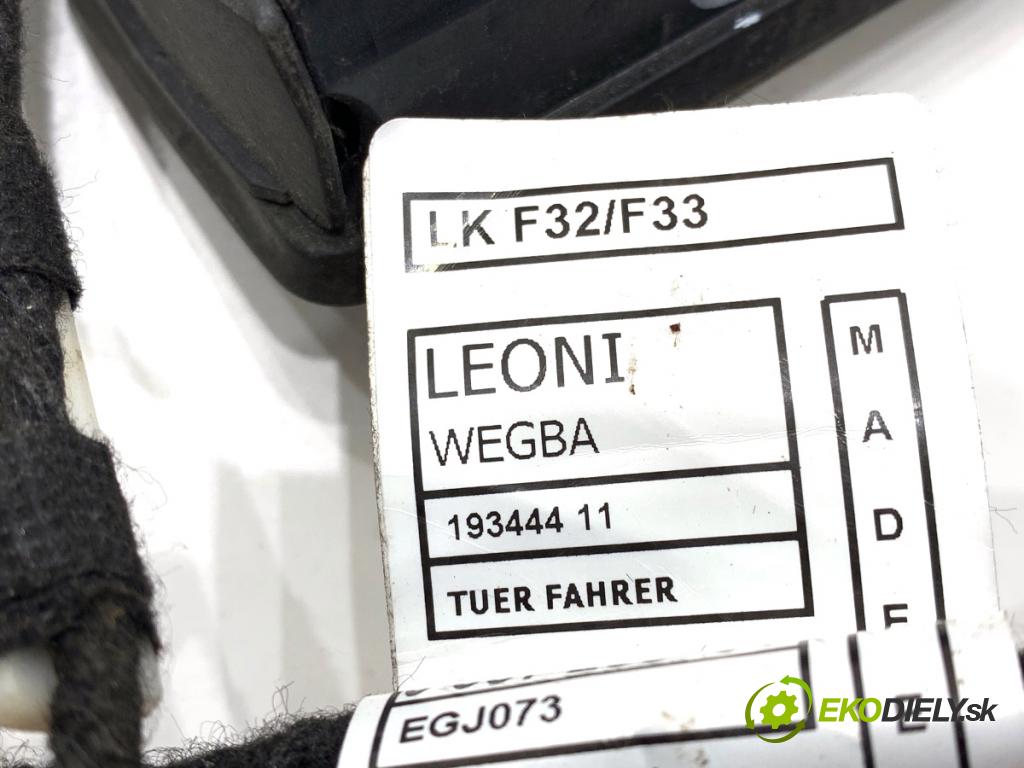 LK F32/F33
LEONI
WEGBA
193444 11
TUER FAHRER
M
A
D
E
EGJ073
E
EKODIELY.sk